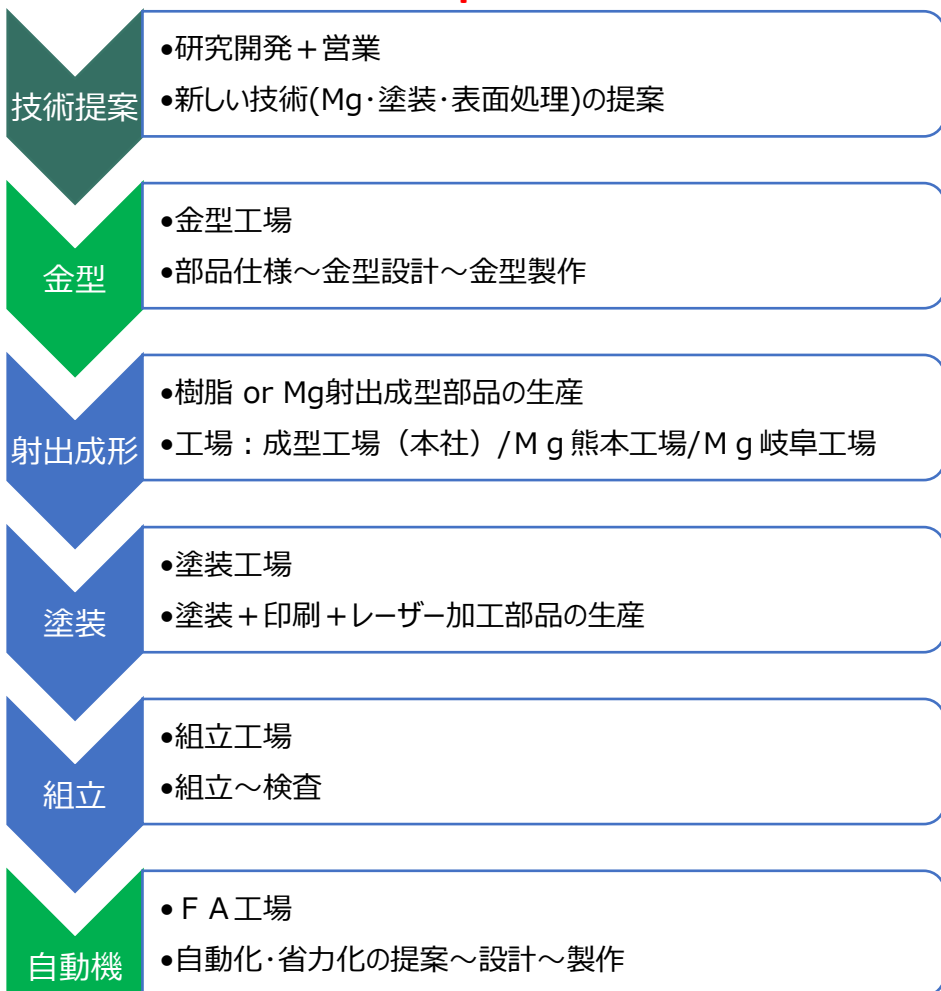 技術提案
•研究開発+営業
•新しい技術(Mg・塗装・表面処理)の提案
金型
•金型工場
•部品仕様~金型設計~金型製作
射出成形
•樹脂 or Mg射出成型部品の生産
•工場:成型工場(本社)/Mg熊本工場/Mg岐阜工場
塗装
•塗装工場
•塗装+印刷+レーザー加工部品の生産
組立
•組立工場
•組立~検査
自動機
•FA工場
•自動化・省力化の提案~設計~製作